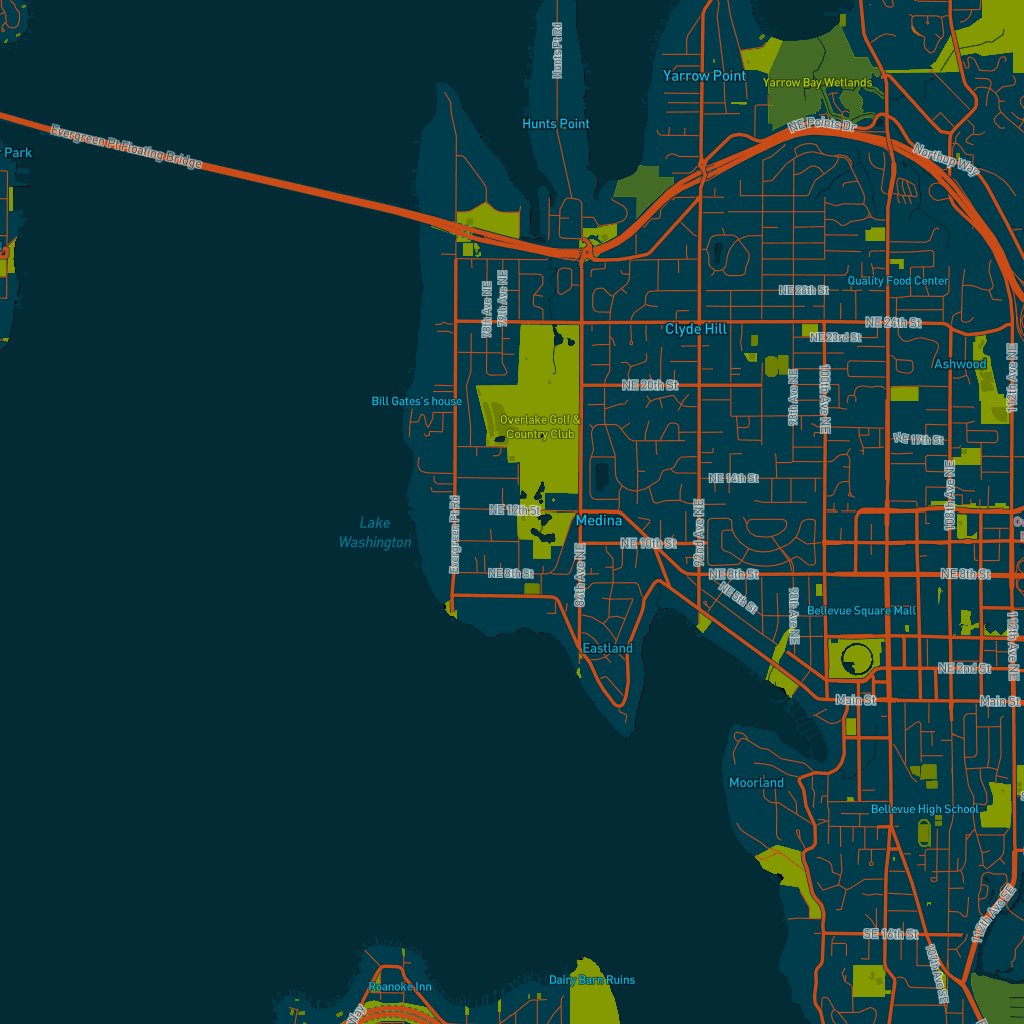 Hunts Pt Rd
Yarrow Point
Yarrow Bay Wetlands
Hunts Point
NE Points Dr
Evergreen Pt Floating Bridge
Park
Northup Way
78th Ave NE
79th Ave NE
NE 26th St
Quality Food Center
Clyde Hill
NE 24th St
NE 23rd St
Ashwood
112th Ave NE
NE 20th St
98th Ave NE
100th Ave NE
Bill Gates's house
Overlake Golf &
Country Club
NE 17th St
NE 14th St
108th Ave NE
Evergreen Pt Rd
NE 12th St
Medina
92nd Ave NE
Lake
Washington
NE 10th St
84th Ave NE
NE 8th St
NE 8th St
NE 8th St
NE 5th St
98th Ave NE
Bellevue Square Mall
112th Ave NE
Eastland
NE 2nd St
Main St
Main St
Moorland
Bellevue High School
SE 16th St
112th Ave SE
107th Ave SE
Roanoke Inn
Way
Dairy Barn Ruins